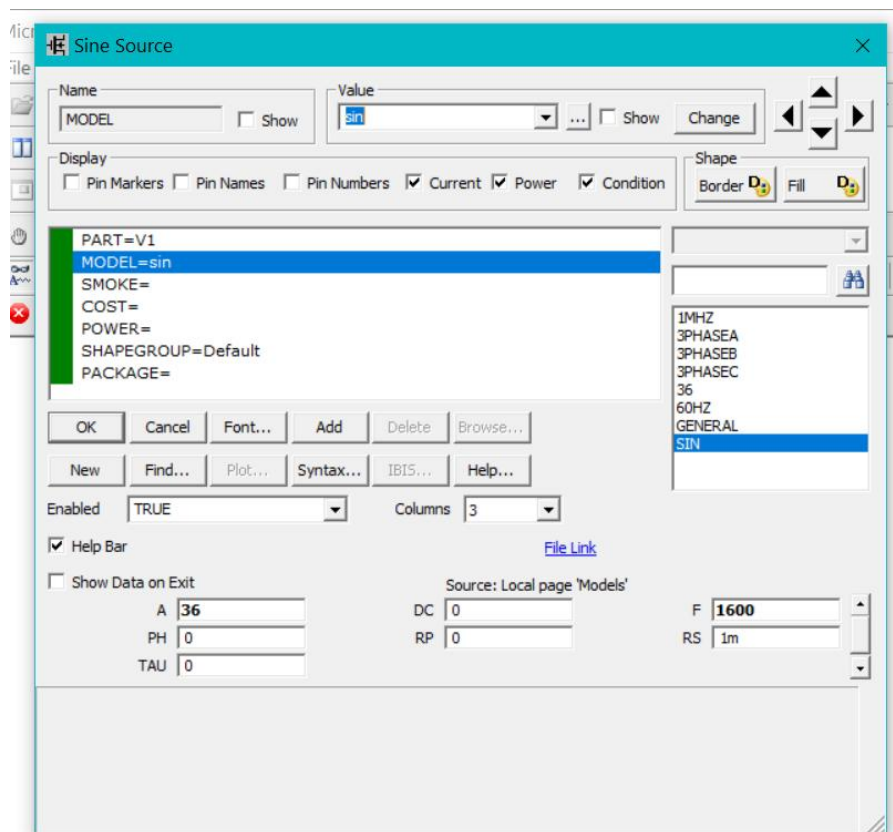 Micr
Sine Source
File
Name
MODEL
Show
Value
sin
...
Show
Change
Display
Pin Markers
Pin Names
Pin Numbers
Current
Power
Condition
Shape
Border
Fill
PART=V1
MODEL=sin
SMOKE=
COST=
POWER=
SHAPEGROUP=Default
PACKAGE=
1MHZ
3PHASEA
3PHASEB
3PHASEC
36
60HZ
GENERAL
SIN
OK
Cancel
Font...
Add
Delete
Browse...
New
Find...
Plot...
Syntax...
IBIS...
Help...
Enabled
TRUE
Columns
3
Help Bar
File Link
Show Data on Exit
Source: Local page 'Models'
A 36
DC 0
F 1600
PH 0
RP 0
RS 1m
TAU 0